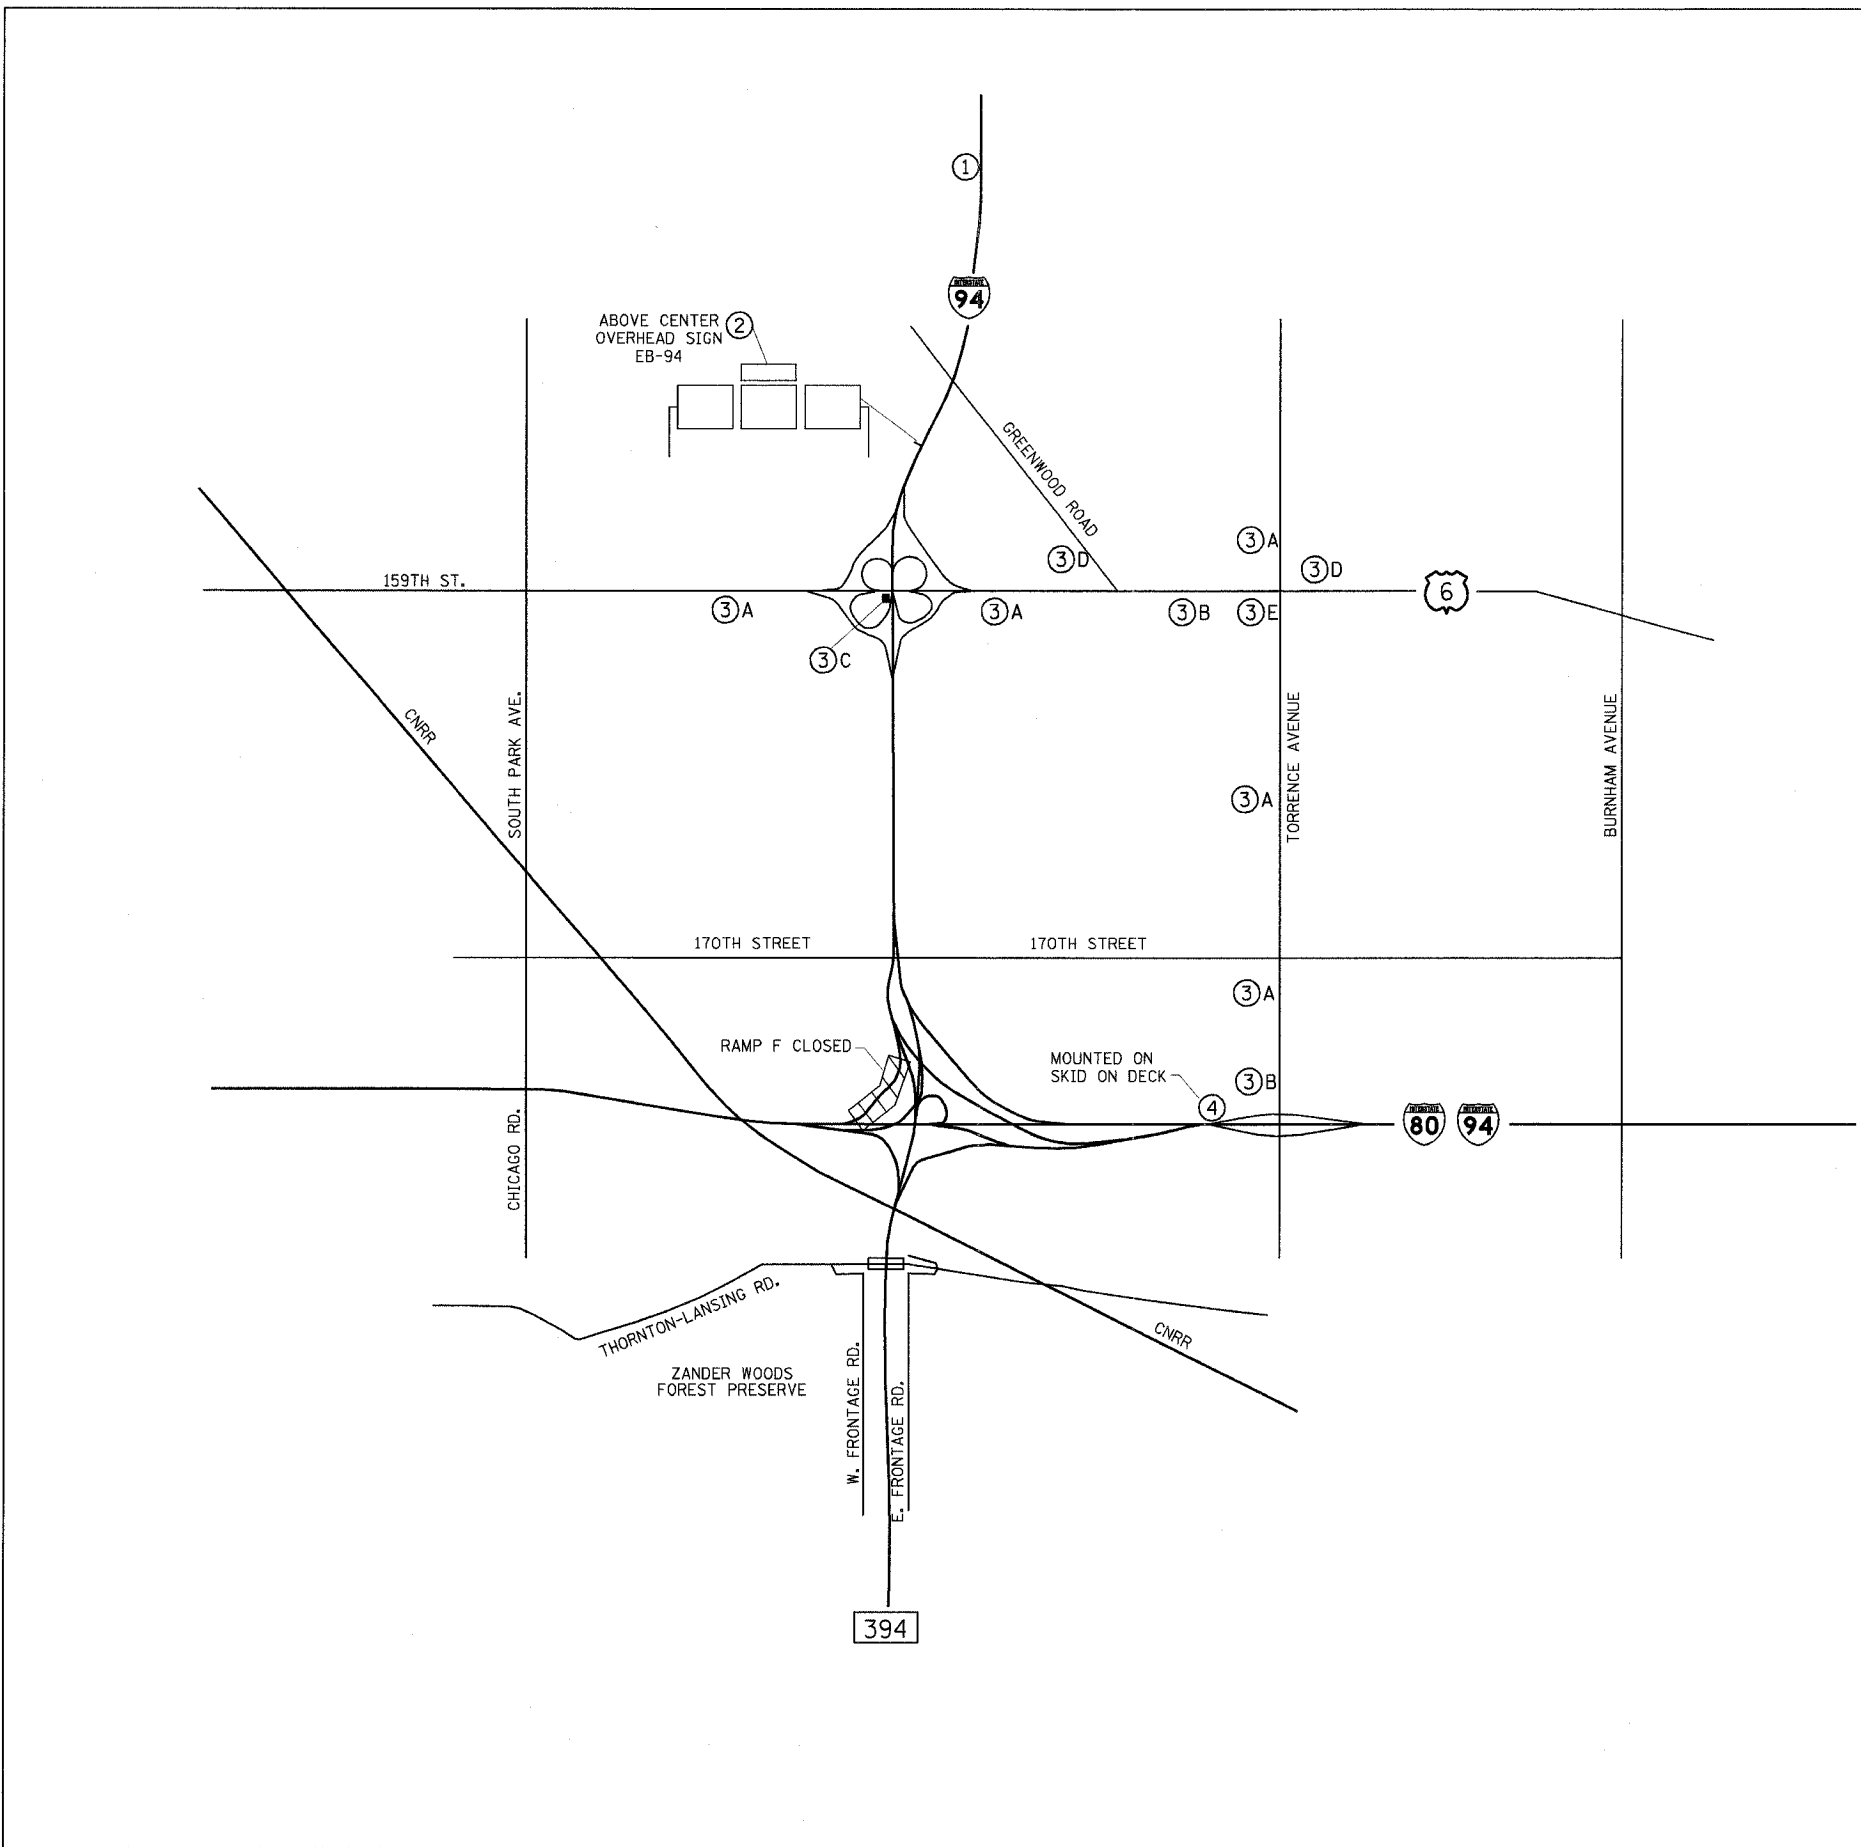 1
INTERSTATE
94
ABOVE CENTER
OVERHEAD SIGN
EB-94
2
GREENWOOD ROAD
3 A
3 D
3 D
159TH ST.
6
3 A
3 A
3 B
3 E
3 C
SOUTH PARK AVE.
CNRR
TORRENCE AVENUE
BURNHAM AVENUE
3 A
170TH STREET
170TH STREET
3 A
RAMP F CLOSED
MOUNTED ON
SKID ON DECK
3 B
4
INTERSTATE
80
INTERSTATE
94
CHICAGO RD.
THORNTON-LANSING RD.
CNRR
ZANDER WOODS
FOREST PRESERVE
W. FRONTAGE RD.
E. FRONTAGE RD.
394